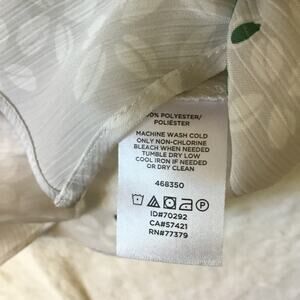 POLYESTER/
POLIÉSTER
MACHINE WASH COLD
ONLY NON-CHLORINE
BLEACH WHEN NEEDED
TUMBLE DRY LOW
COOL IRON IF NEEDED
OR DRY CLEAN
468350
P
ID#70292
CA#57421
RN#77379